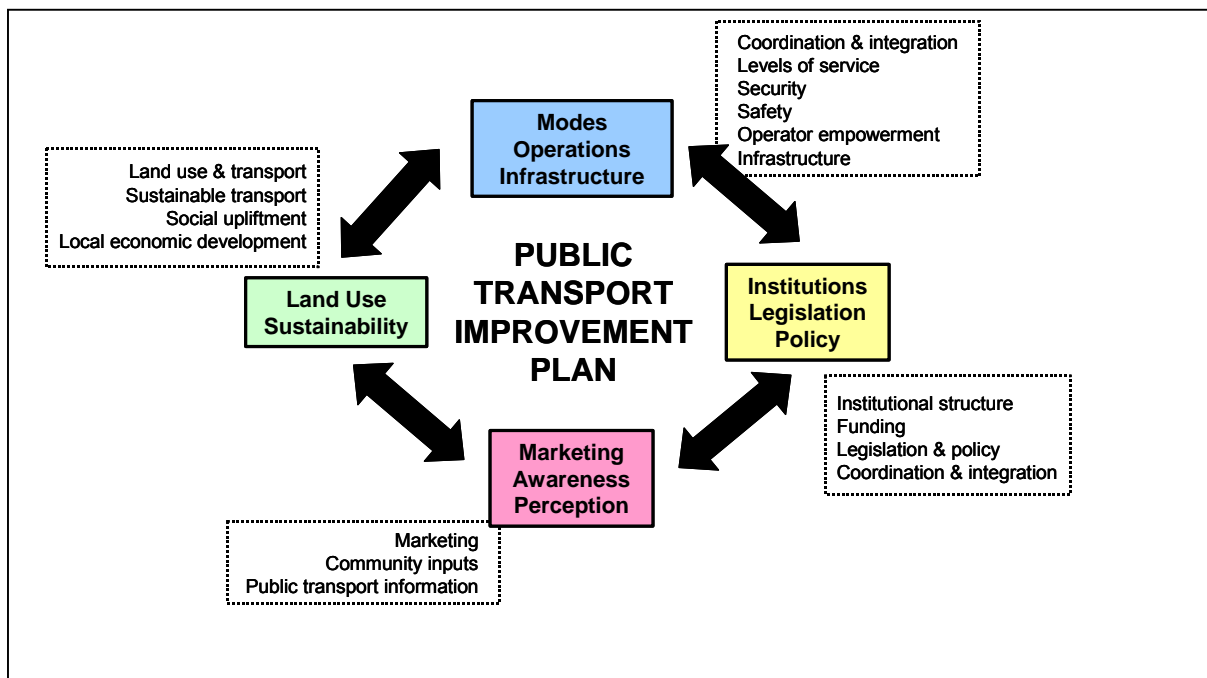 Coordination & integration
Levels of service
Security
Safety
Operator empowerment
Infrastructure
Modes
Operations
Infrastructure
Land use & transport
Sustainable transport
Social upliftment
Local economic development
PUBLIC
TRANSPORT
IMPROVEMENT
PLAN
Land Use
Sustainability
Institutions
Legislation
Policy
Institutional structure
Funding
Legislation & policy
Coordination & integration
Marketing
Awareness
Perception
Marketing
Community inputs
Public transport information